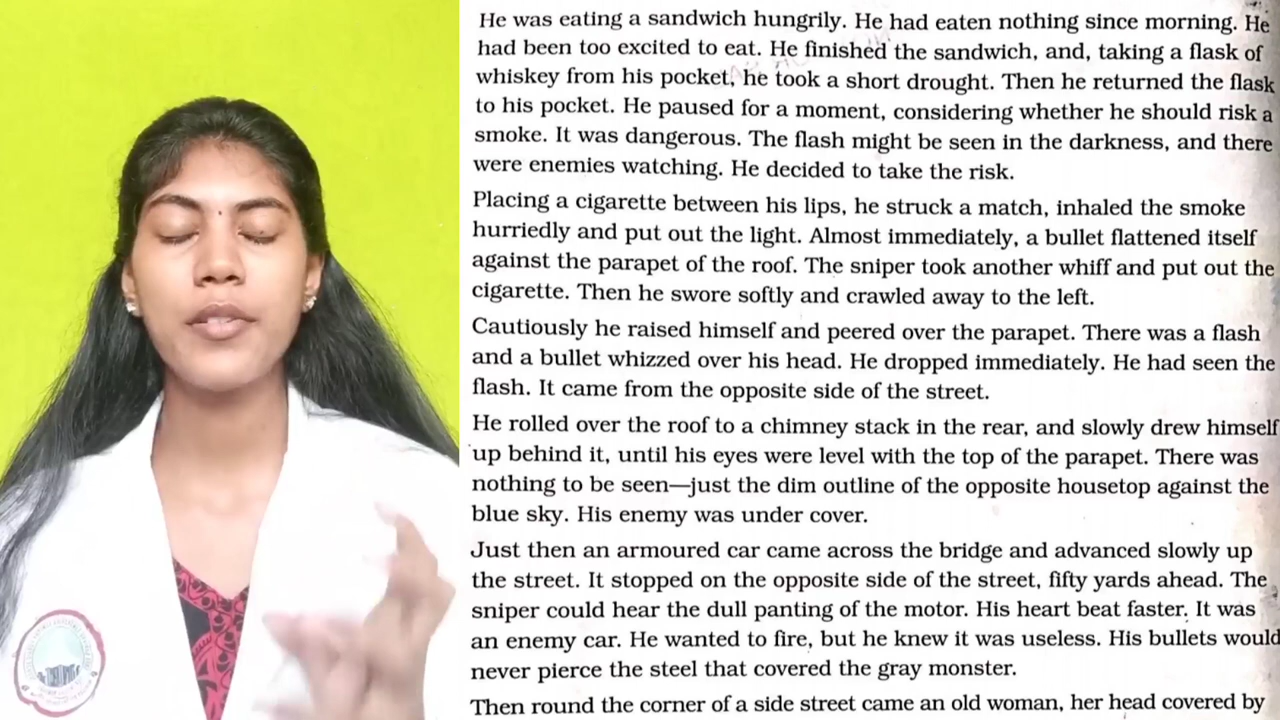 He was eating a sandwich hungrily. He had eaten nothing since morning. He
had been too excited to eat. He finished the sandwich, and, taking a flask of
whiskey from his pocket, he took a short drought. Then he returned the flask
to his pocket. He paused for a moment, considering whether he should risk a
smoke. It was dangerous. The flash might be seen in the darkness, and there
were enemies watching. He decided to take the risk.
Placing a cigarette between his lips, he struck a match, inhaled the smoke
hurriedly and put out the light. Almost immediately, a bullet flattened itself
against the parapet of the roof. The sniper took another whiff and put out the
cigarette. Then he swore softly and crawled away to the left.
Cautiously he raised himself and peered over the parapet. There was a flash
and a bullet whizzed over his head. He dropped immediately. He had seen the
flash. It came from the opposite side of the street.
He rolled over the roof to a chimney stack in the rear, and slowly drew himself
up behind it, until his eyes were level with the top of the parapet. There was
nothing to be seen—just the dim outline of the opposite housetop against the
blue sky. His enemy was under cover.
Just then an armoured car came across the bridge and advanced slowly up
the street. It stopped on the opposite side of the street, fifty yards ahead. The
sniper could hear the dull panting of the motor. His heart beat faster. It was
an enemy car. He wanted to fire, but he knew it was useless. His bullets would
never pierce the steel that covered the gray monster.
Then round the corner of a side street came an old woman, her head covered by